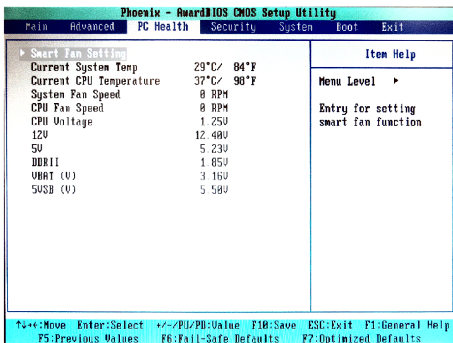 Phoenix - AwardBIOS CMOS Setup Utility
Main Advanced PC Health Security System Boot Exit
▶ Smart Fan Setting
Item Help
Current System Temp 29°C/ 84°F
Current CPU Temperature 37°C/ 98°F
Menu Level ▶
System Fan Speed 0 RPM
CPU Fan Speed 0 RPM
Entry for setting
CPU Voltage 1.25V
smart fan function
12V 12.40V
5V 5.23V
DDRII 1.85V
VBAT (V) 3.16V
5VSB (V) 5.50V
↑↓→←:Move Enter:Select +/-/PU/PD:Value F10:Save ESC:Exit F1:General Help
F5:Previous Values F6:Fail-Safe Defaults F7:Optimized Defaults